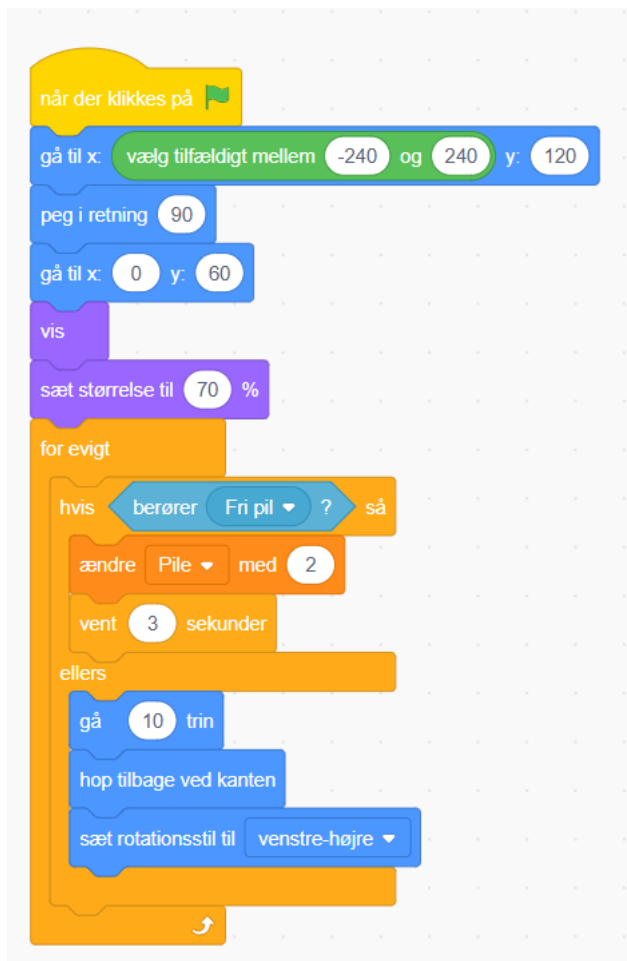 når der klikkes på
gå til x: vælg tilfældigt mellem -240 og 240 y: 120
peg i retning 90
gå til x: 0 y: 60
vis
sæt størrelse til 70 %
for evigt
hvis berører Fri pil ? så
ændre Pile med 2
vent 3 sekunder
ellers
gå 10 trin
hop tilbage ved kanten
sæt rotationsstil til venstre-højre